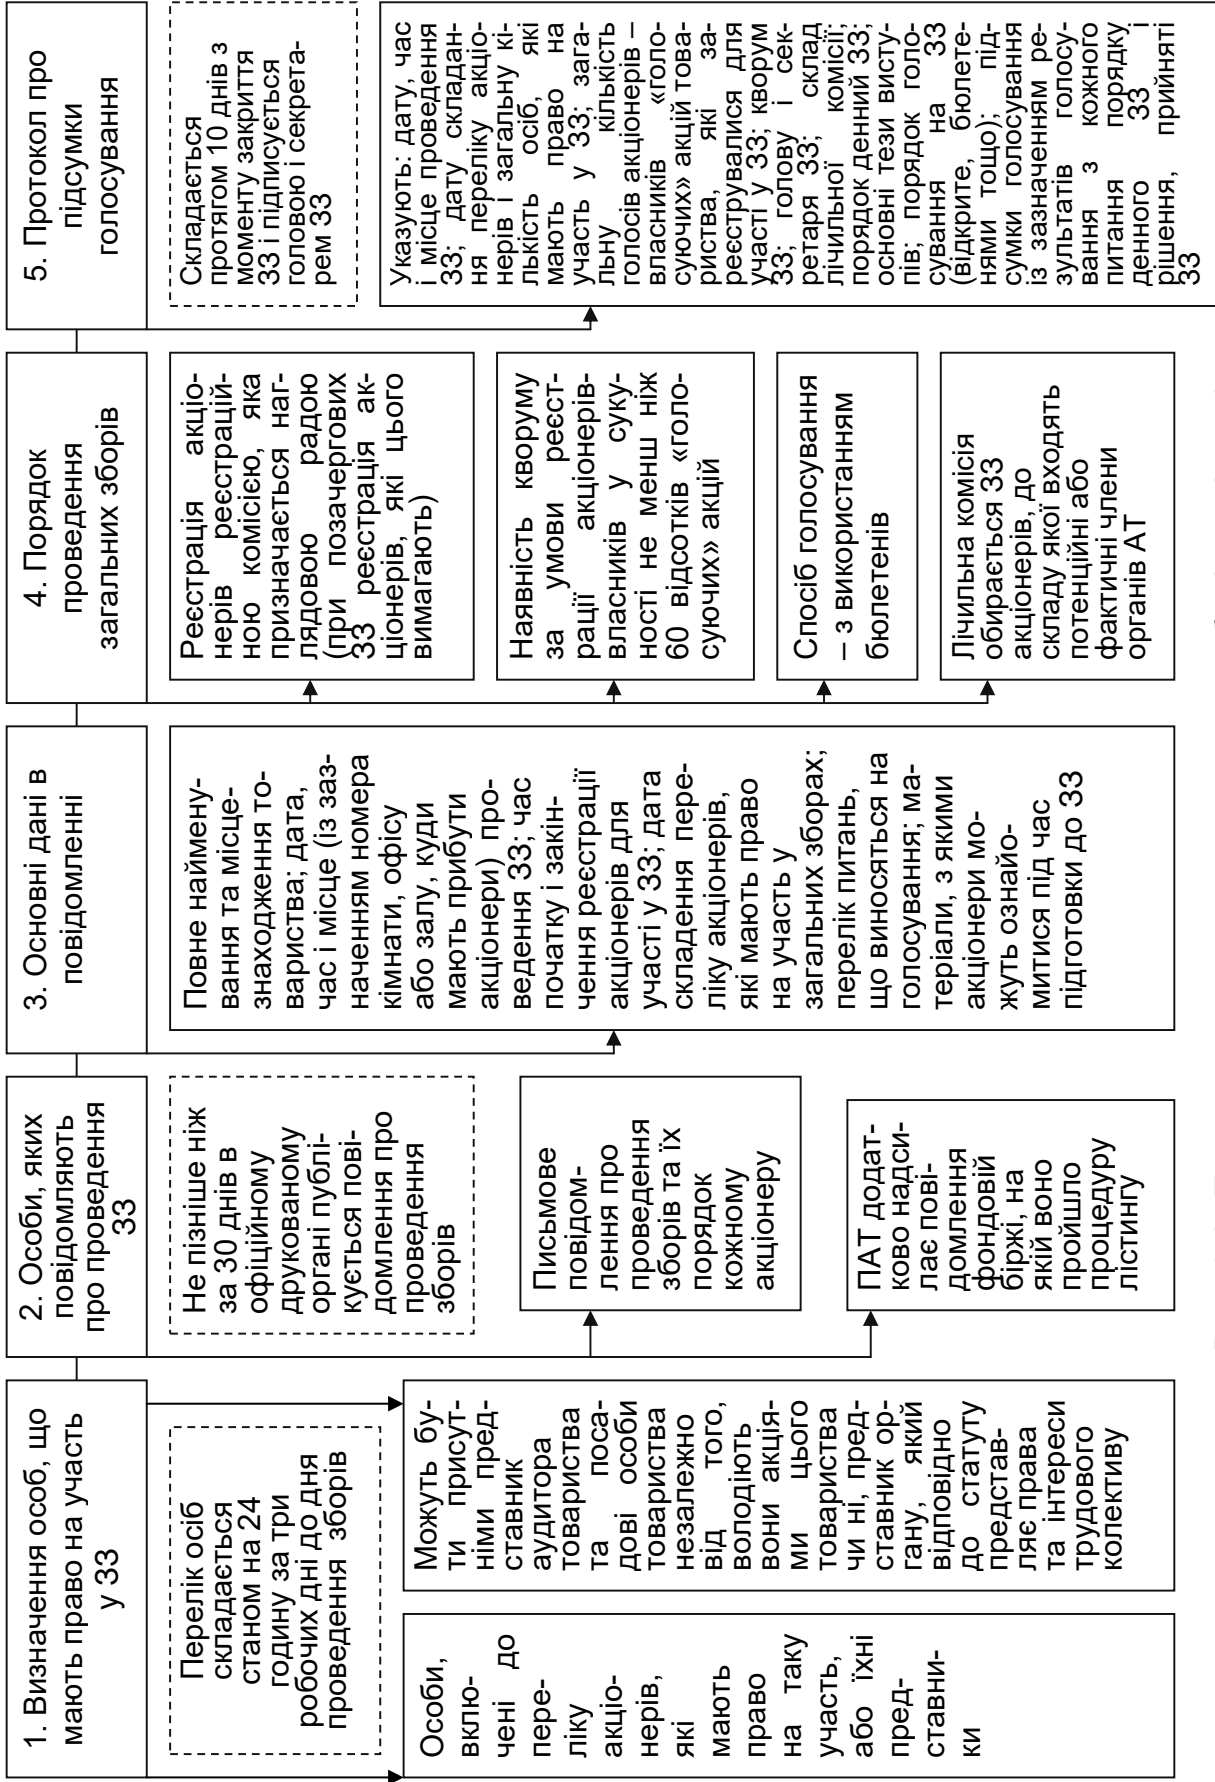 1. Визначення осіб, що
мають право на участь
у ЗЗ
Перелік осіб
складається
станом на 24
годину за три
робочих дні до дня
проведення зборів
Особи,
вклю-
чені до
пере-
ліку
акціо-
нерів,
які
мають
право
на таку
участь,
або їхні
пред-
ставни-
ки
Можуть бу-
ти присут-
німи пред-
ставник
аудитора
товариства
та поса-
дові особи
товариства
незалежно
від того,
володіють
вони акція-
ми цього
товариства
чи ні, пред-
ставник ор-
гану, який
відповідно
до статуту
представ-
ляє права
та інтереси
трудового
колективу
2. Особи, яких
повідомляють
про проведення
ЗЗ
Не пізніше ніж
за 30 днів в
офіційному
друкованому
органі публі-
кується пові-
домлення про
проведення
зборів
Письмове
повідом-
лення про
проведення
зборів та їх
порядок
кожному
акціонеру
ПАТ додат-
ково надси-
лає пові-
домлення
фондовій
біржі, на
якій воно
пройшло
процедуру
лістингу
3. Основні дані в
повідомленні
Повне наймену-
вання та місце-
знаходження то-
вариства; дата,
час і місце (із заз-
наченням номера
кімнати, офісу
або залу, куди
мають прибути
акціонери) про-
ведення ЗЗ; час
початку і закін-
чення реєстрації
акціонерів для
участі у ЗЗ; дата
складення пере-
ліку акціонерів,
які мають право
на участь у
загальних зборах;
перелік питань,
що виносяться на
голосування; ма-
теріали, з якими
акціонери мо-
жуть ознайо-
митися під час
підготовки до ЗЗ
4. Порядок
проведення
загальних зборів
Реєстрація акціо-
нерів реєстрацій-
ною комісією, яка
призначається наг-
лядовою радою
(при позачергових
ЗЗ реєстрація ак-
ціонерів, які цього
вимагають)
Наявність кворуму
за умови реєст-
рації акціонерів-
власників у суку-
пності не менш ніж
60 відсотків «голо-
суючих» акцій
Спосіб голосування
– з використанням
бюлетенів
Лічильна комісія
обирається ЗЗ
акціонерів, до
складу якої входять
потенційні або
фактичні члени
органів АТ
5. Протокол про
підсумки
голосування
Складається
протягом 10 днів з
моменту закриття
ЗЗ і підписується
головою і секрета-
рем ЗЗ
Указують: дату, час
і місце проведення
ЗЗ; дату складан-
ня переліку акціо-
нерів і загальну кі-
лькість осіб, які
мають право на
участь у ЗЗ; зага-
льну кількість
голосів акціонерів –
власників «голо-
суючих» акцій това-
риства, які за-
реєструвалися для
участі у ЗЗ; кворум
ЗЗ; голову і сек-
ретаря ЗЗ; склад
лічильної комісії;
порядок денний ЗЗ;
основні тези висту-
пів; порядок голо-
сування на ЗЗ
(відкрите, бюлете-
нями тощо); під-
сумки голосування
із зазначенням ре-
зультатів голосу-
вання з кожного
питання порядку
денного ЗЗ і
рішення, прийняті
ЗЗ